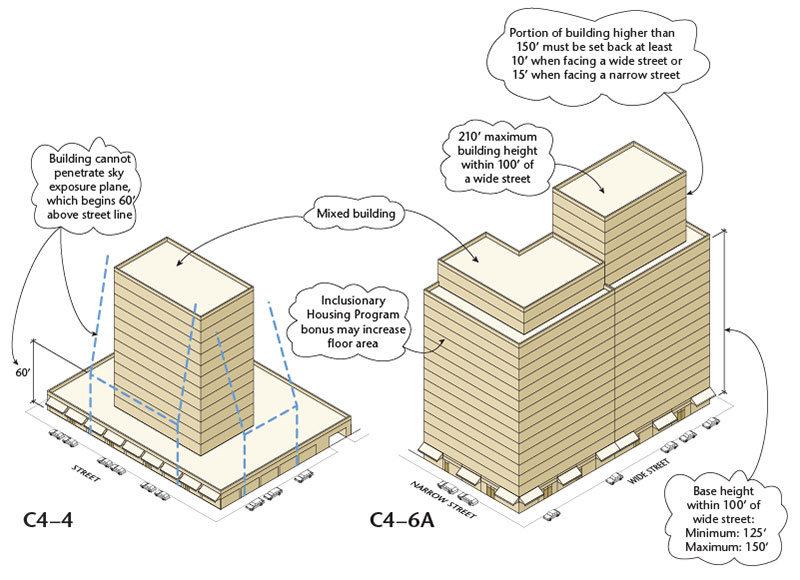 Portion of building higher than
150' must be set back at least
10' when facing a wide street or
15' when facing a narrow street
210' maximum
building height
within 100' of
a wide street
Building cannot
penetrate sky
exposure plane,
which begins 60'
above street line
Mixed building
Inclusionary
Housing Program
bonus may increase
floor area
60'
STREET
NARROW STREET
WIDE STREET
Base height
within 100' of
wide street:
Minimum: 125'
Maximum: 150'
C4–4
C4–6A